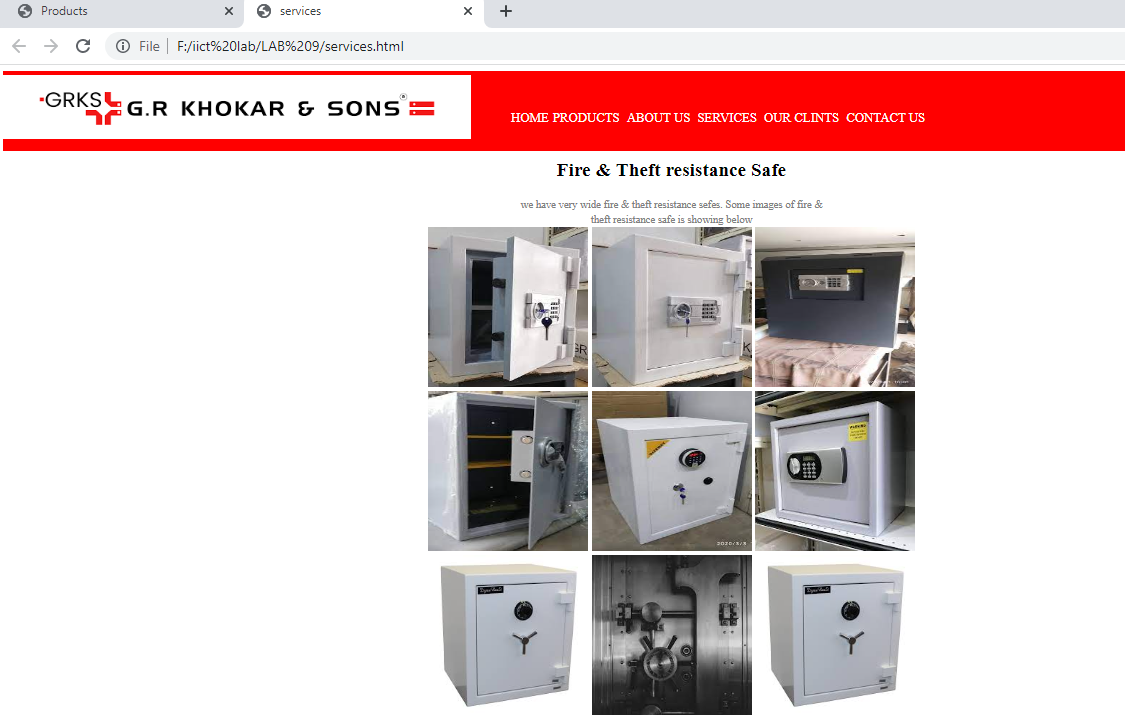 Products
services
File
F:/iict%20lab/LAB%209/services.html
GRKS G.R KHOKAR & SONS®
HOME PRODUCTS ABOUT US SERVICES OUR CLINTS CONTACT US
Fire & Theft resistance Safe
we have very wide fire & theft resistance sefes. Some images of fire &
theft resistance safe is showing below
GR
K
2020/3/3